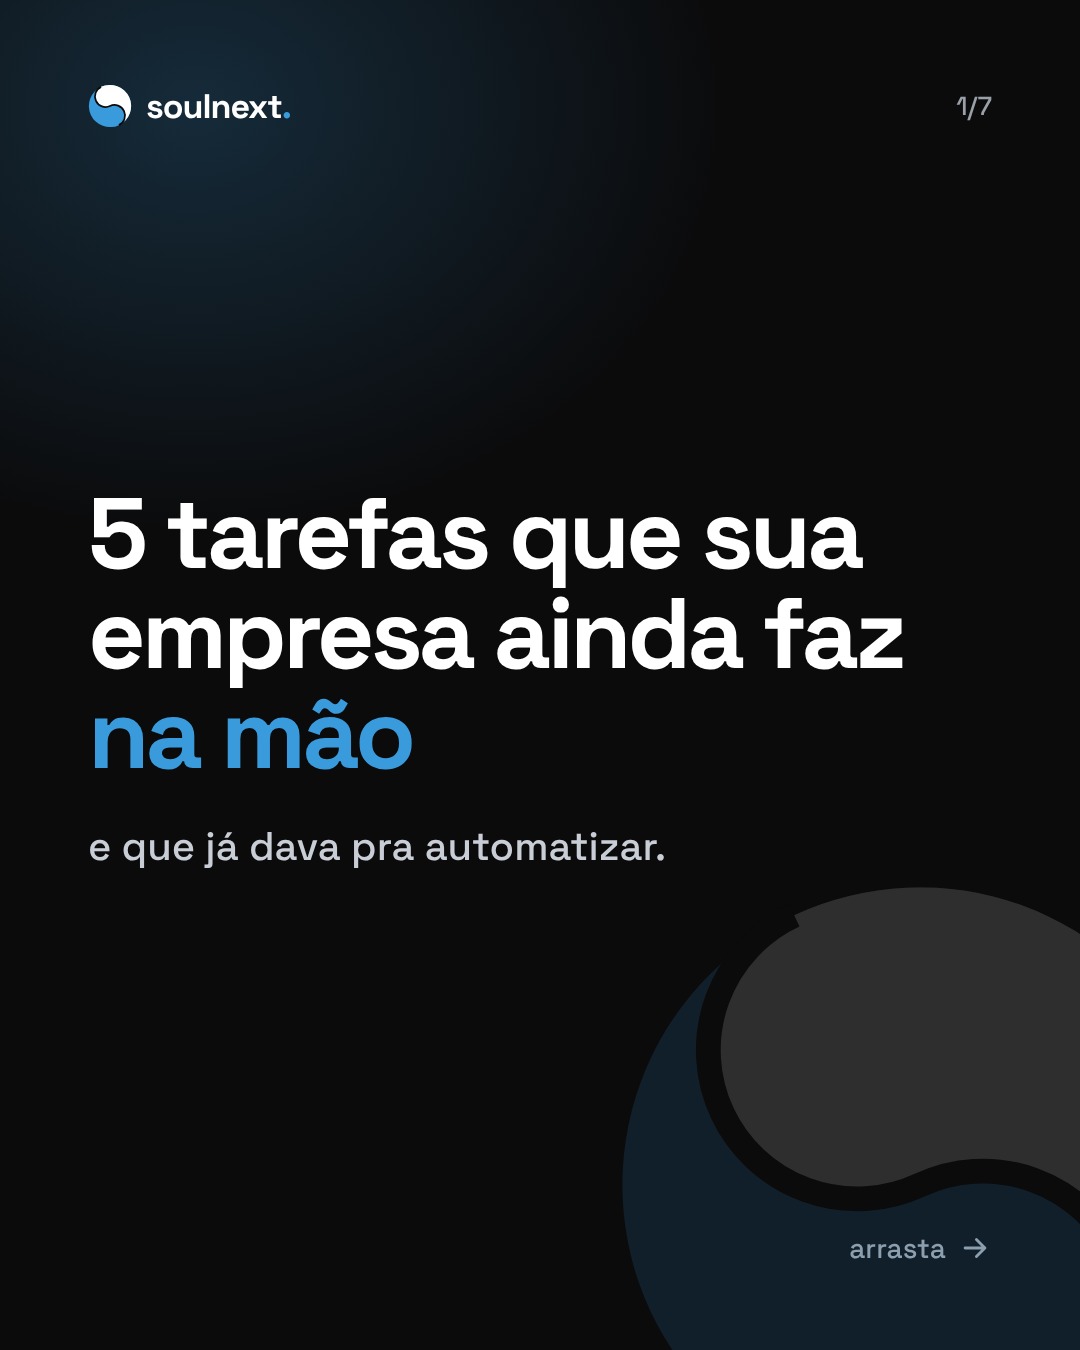 soulnext.
1/7
5 tarefas que sua
empresa ainda faz
na mão
e que já dava pra automatizar.
arrasta →